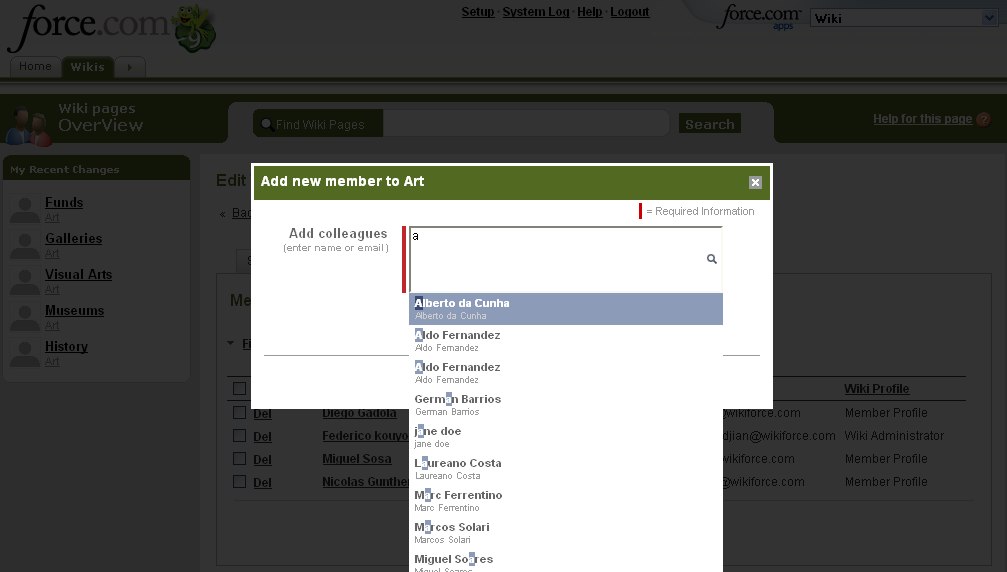 force.com
Setup · System Log · Help · Logout
force.com
apps
Wiki
Home
Wikis
Wiki pages
OverView
Find Wiki Pages
Search
Help for this page ?
My Recent Changes
Funds
Art
Galleries
Art
Visual Arts
Art
Museums
Art
History
Art
Edit
«
Add new member to Art
= Required Information
Add colleagues
(enter name or email)
a
Alberto da Cunha
Alberto da Cunha
Aldo Fernandez
Aldo Fernandez
Aldo Fernandez
Aldo Fernandez
German Barrios
German Barrios
jane doe
jane doe
Laureano Costa
Laureano Costa
Marc Ferrentino
Marc Ferrentino
Marcos Solari
Marcos Solari
Miguel Soares
Miguel Soares
Wiki Profile
Del Diego Gadola @wikiforce.com Member Profile
Del Federico kouyo djian@wikiforce.com Wiki Administrator
Del Miguel Sosa @wikiforce.com Member Profile
Del Nicolas Gunthe @wikiforce.com Member Profile